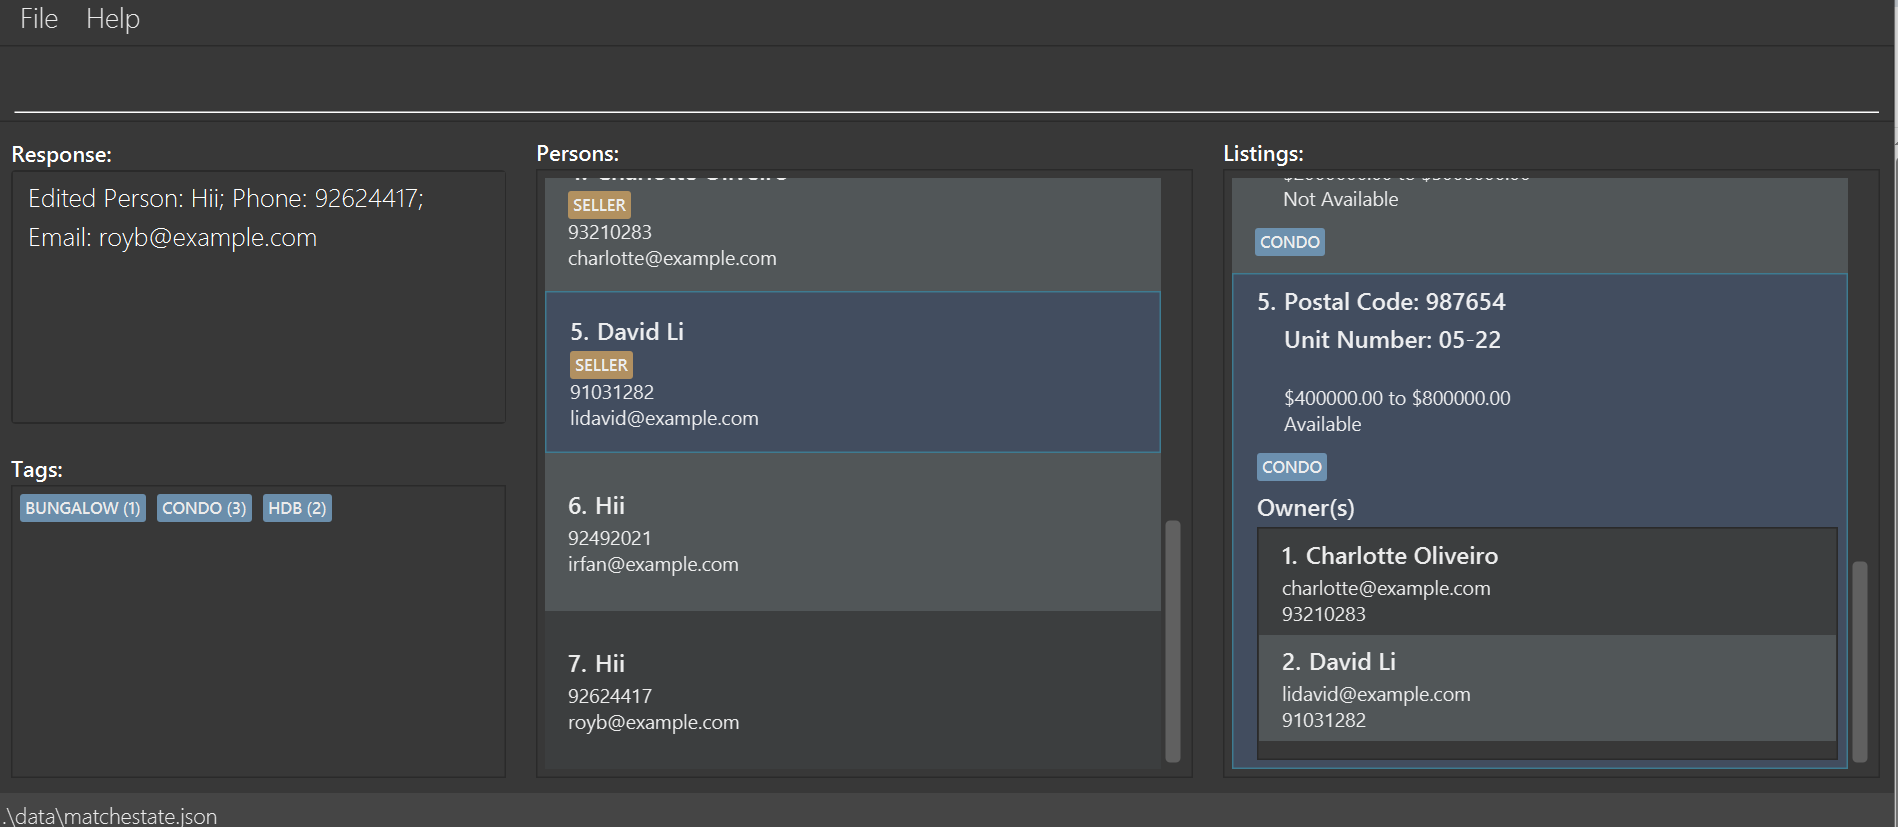 File Help
Response:
Edited Person: Hii; Phone: 92624417;
Email: royb@example.com
Tags:
BUNGALOW (1) CONDO (3) HDB (2)
Persons:
4. Charlotte Oliveiro
SELLER
93210283
charlotte@example.com
5. David Li
SELLER
91031282
lidavid@example.com
6. Hii
92492021
irfan@example.com
7. Hii
92624417
royb@example.com
Listings:
Not Available
CONDO
5. Postal Code: 987654
Unit Number: 05-22
$400000.00 to $800000.00
Available
CONDO
Owner(s)
1. Charlotte Oliveiro
charlotte@example.com
93210283
2. David Li
lidavid@example.com
91031282
.\data\matchestate.json